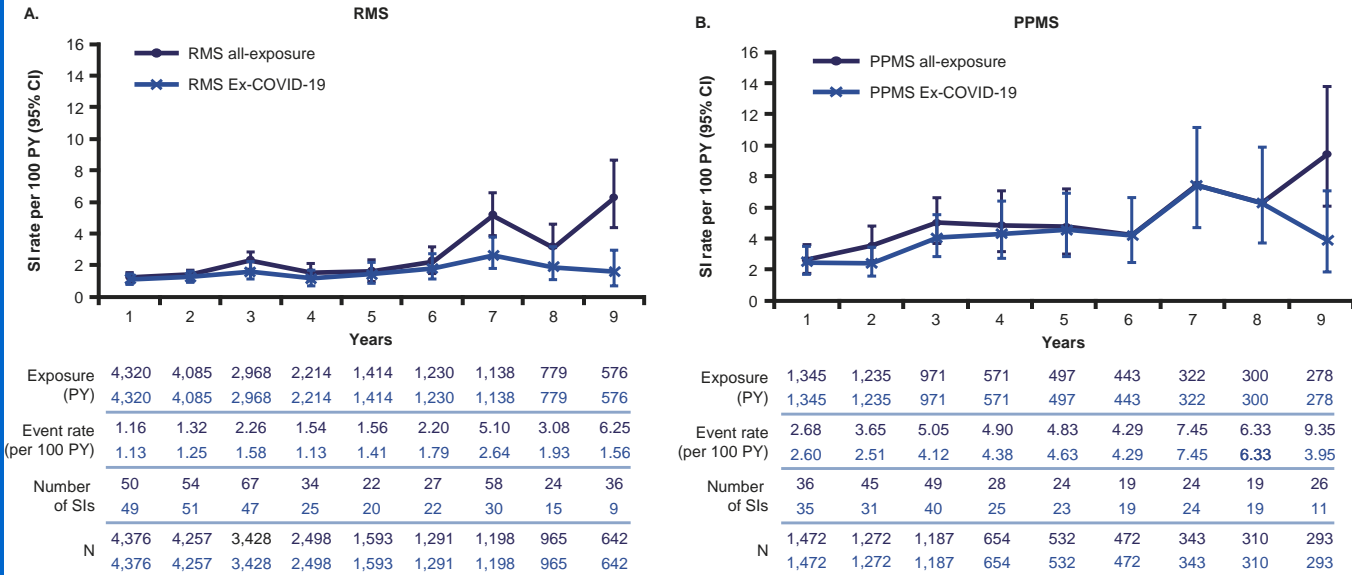 A.
RMS
16
14
12
10
8
6
4
2
0
SI rate per 100 PY (95% CI)
RMS all-exposure
RMS Ex-COVID-19
1 2 3 4 5 6 7 8 9
Years
Exposure (PY)
4,320 4,085 2,968 2,214 1,414 1,230 1,138 779 576
4,320 4,085 2,968 2,214 1,414 1,230 1,138 779 576
Event rate (per 100 PY)
1.16 1.32 2.26 1.54 1.56 2.20 5.10 3.08 6.25
1.13 1.25 1.58 1.13 1.41 1.79 2.64 1.93 1.56
Number of SIs
50 54 67 34 22 27 58 24 36
49 51 47 25 20 22 30 15 9
N
4,376 4,257 3,428 2,498 1,593 1,291 1,198 965 642
4,376 4,257 3,428 2,498 1,593 1,291 1,198 965 642
B.
PPMS
16
14
12
10
8
6
4
2
0
SI rate per 100 PY (95% CI)
PPMS all-exposure
PPMS Ex-COVID-19
1 2 3 4 5 6 7 8 9
Years
Exposure (PY)
1,345 1,235 971 571 497 443 322 300 278
1,345 1,235 971 571 497 443 322 300 278
Event rate (per 100 PY)
2.68 3.65 5.05 4.90 4.83 4.29 7.45 6.33 9.35
2.60 2.51 4.12 4.38 4.63 4.29 7.45 6.33 3.95
Number of SIs
36 45 49 28 24 19 24 19 26
35 31 40 25 23 19 24 19 11
N
1,472 1,272 1,187 654 532 472 343 310 293
1,472 1,272 1,187 654 532 472 343 310 293